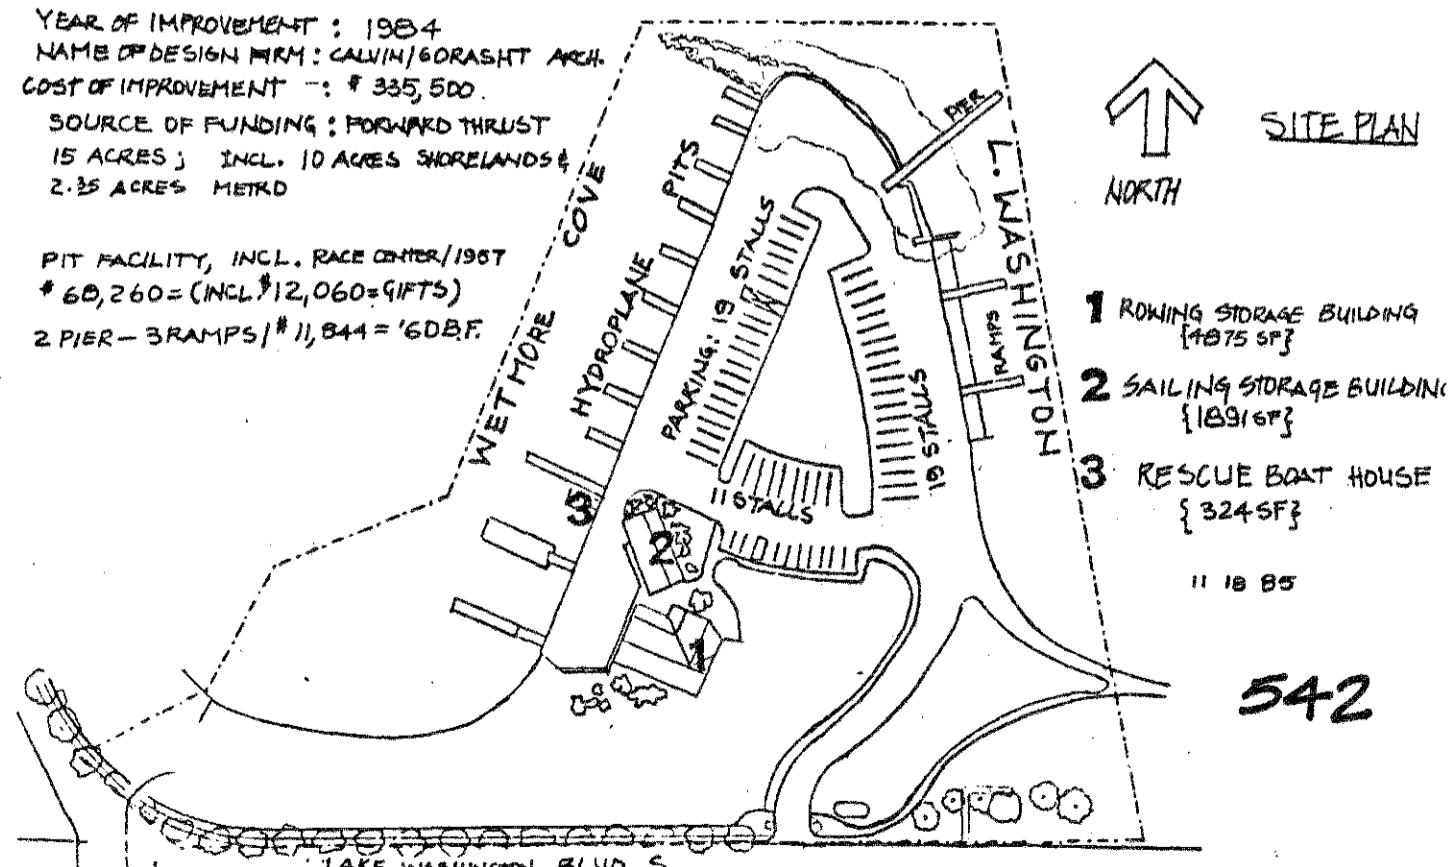 YEAR OF IMPROVEMENT : 1984
NAME OF DESIGN FIRM : CALVIN/GORASHT ARCH.
COST OF IMPROVEMENT -: $ 335,500.
SOURCE OF FUNDING : FORWARD THRUST
15 ACRES; INCL. 10 ACRES SHORELANDS &
2.35 ACRES METRO
PIT FACILITY, INCL. RACE CENTER/1967
$ 60,260= (INCL $12,060= GIFTS)
2 PIER - 3 RAMPS/$ 11,844= '60 B.F.
WETMORE COVE
HYDROPLANE PITS
PARKING: 19 STALLS
19 STALLS
11 STALLS
PIER
RAMPS
L. WASHINGTON
NORTH
SITE PLAN
1 ROWING STORAGE BUILDING
{4875 SF}
2 SAILING STORAGE BUILDING
{1891 SF}
3 RESCUE BOAT HOUSE
{324 SF}
11 18 85
3
2
1
542
LAKE WASHINGTON BLVD S.